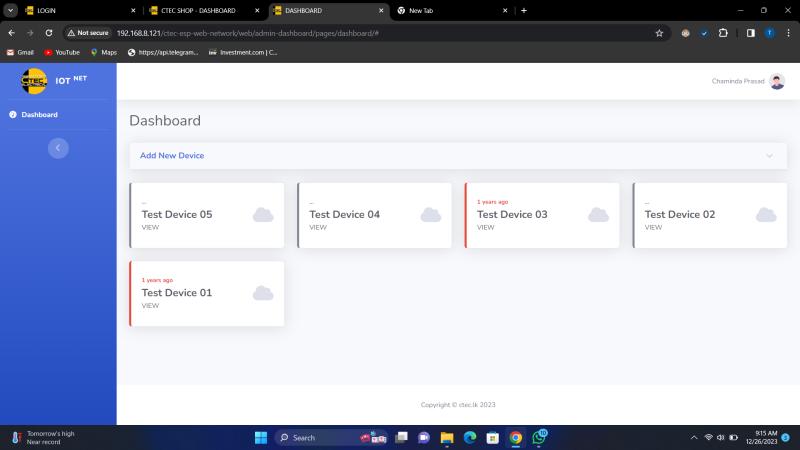 LOGIN
CTEC SHOP - DASHBOARD
DASHBOARD
New Tab
Not secure
192.168.8.121/ctec-esp-web-network/web/admin-dashboard/pages/dashboard/#
T
Gmail
YouTube
Maps
https://api.telegram...
Investment.com | C...
CTEC
IOT NET
Chaminda Prasad
Dashboard
Dashboard
Add New Device
...
Test Device 05
VIEW
...
Test Device 04
VIEW
1 years ago
Test Device 03
VIEW
...
Test Device 02
VIEW
1 years ago
Test Device 01
VIEW
Copyright © ctec.lk 2023
Tomorrow's high
Near record
Search
9:15 AM
12/26/2023